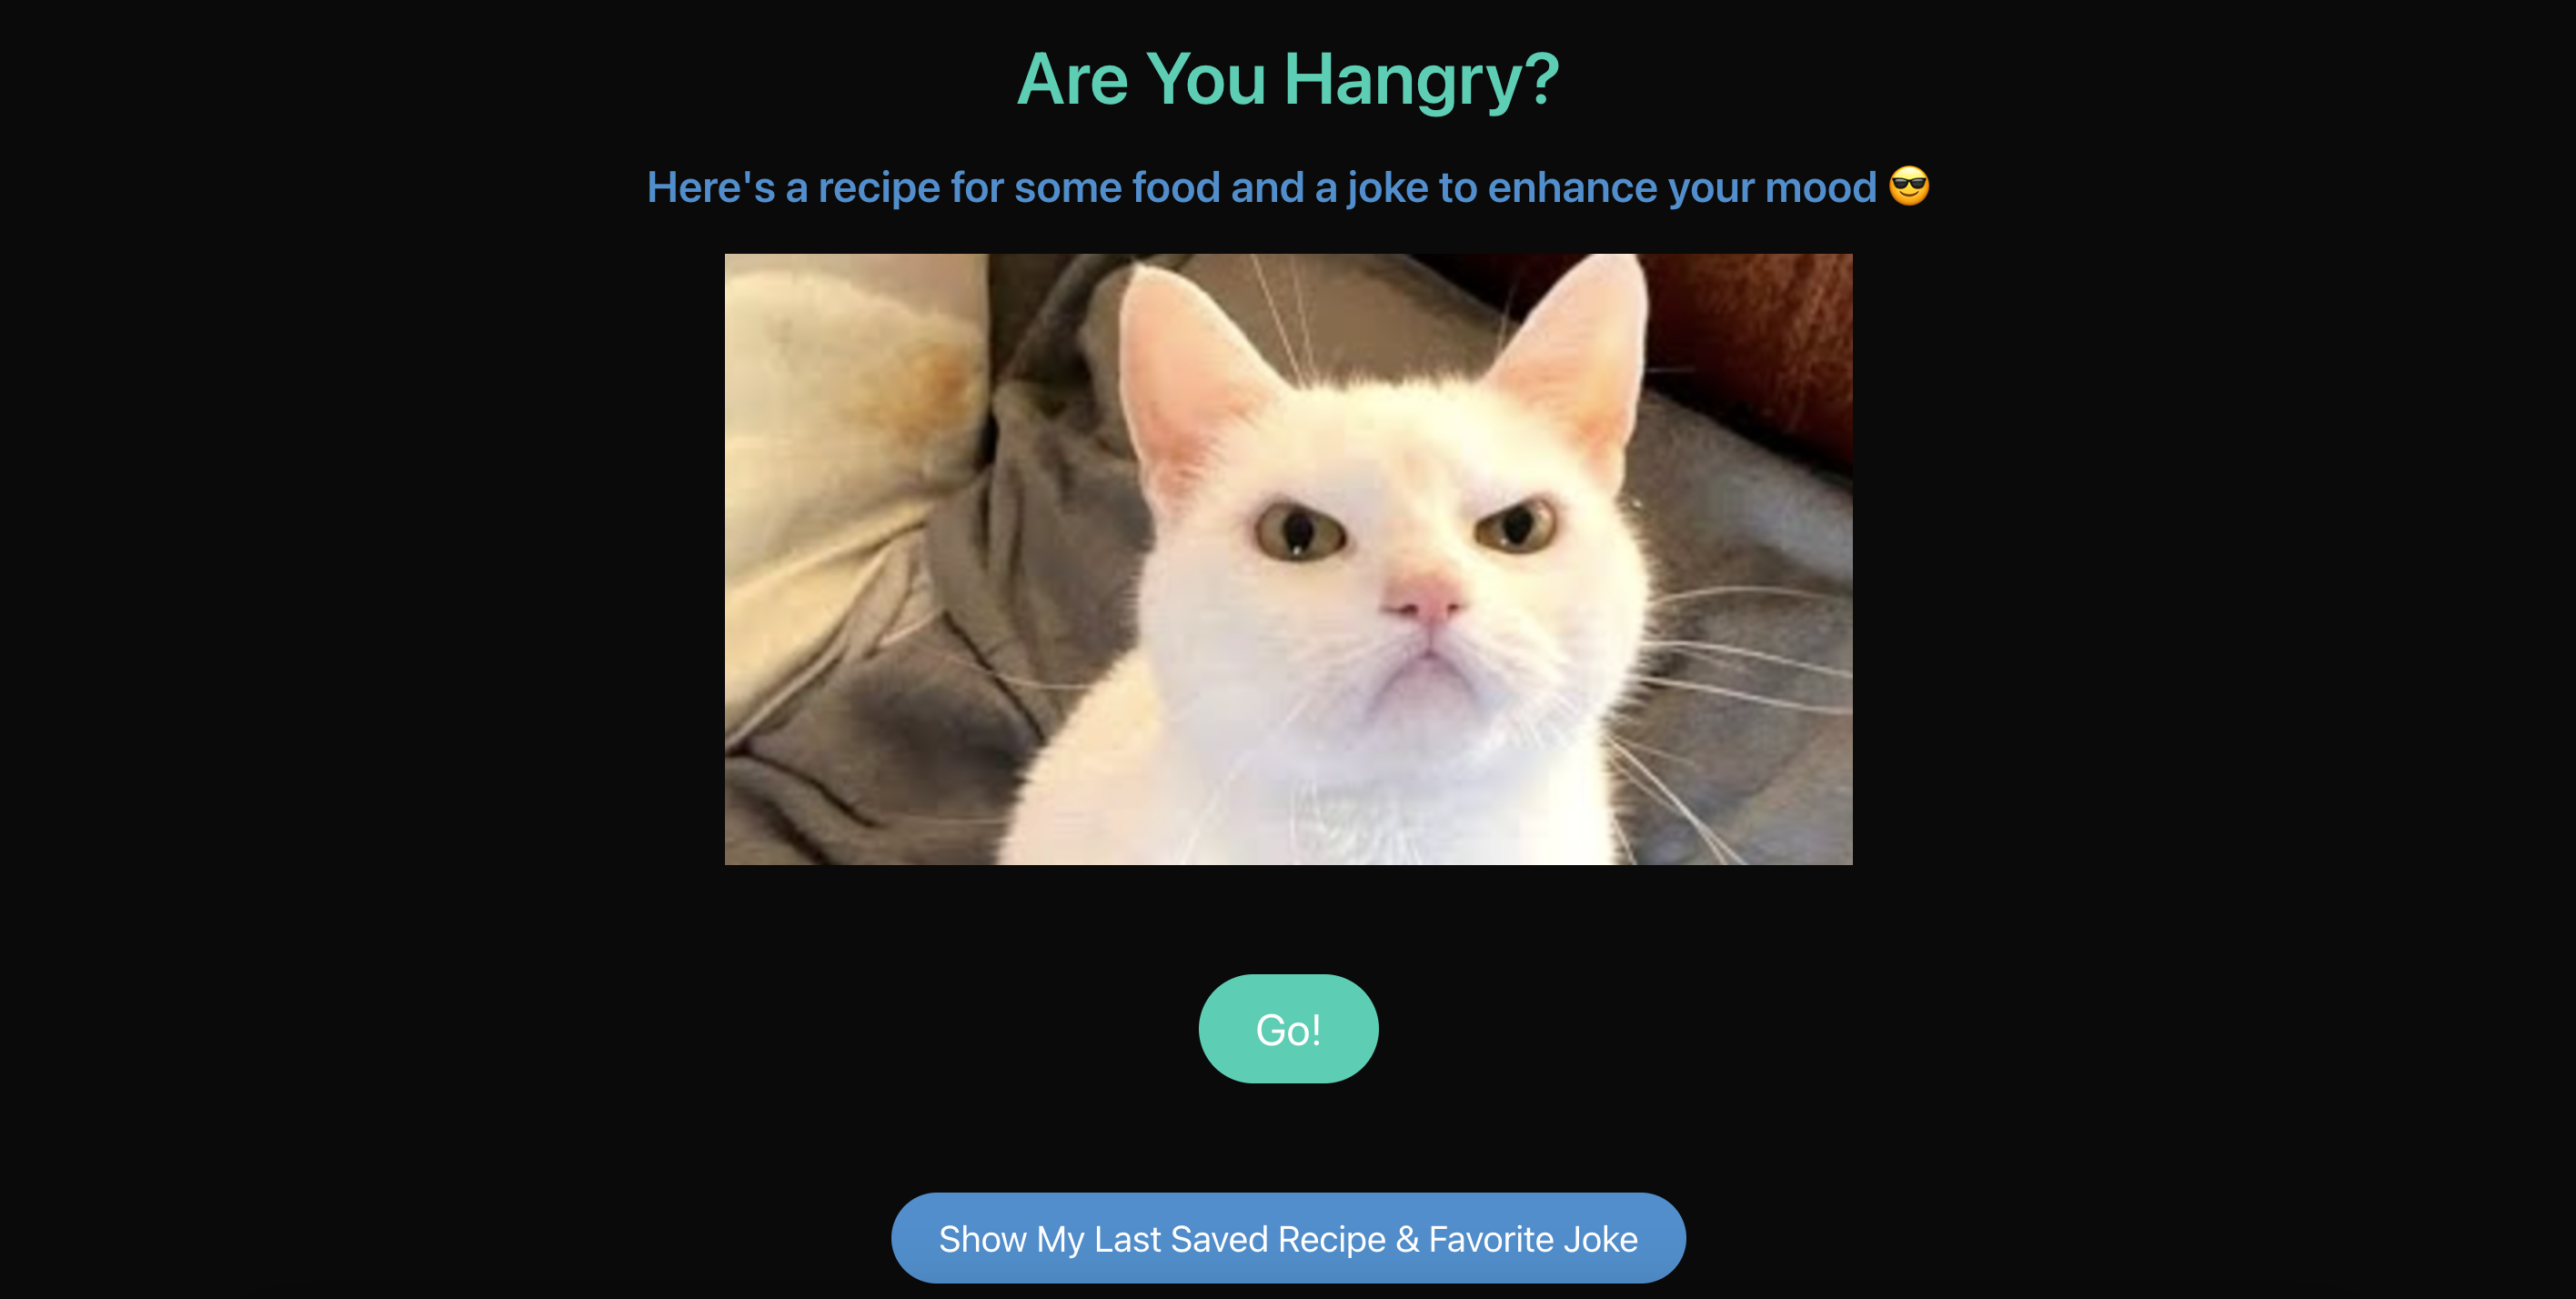 Are You Hangry?
Here's a recipe for some food and a joke to enhance your mood 😎
Go!
Show My Last Saved Recipe & Favorite Joke